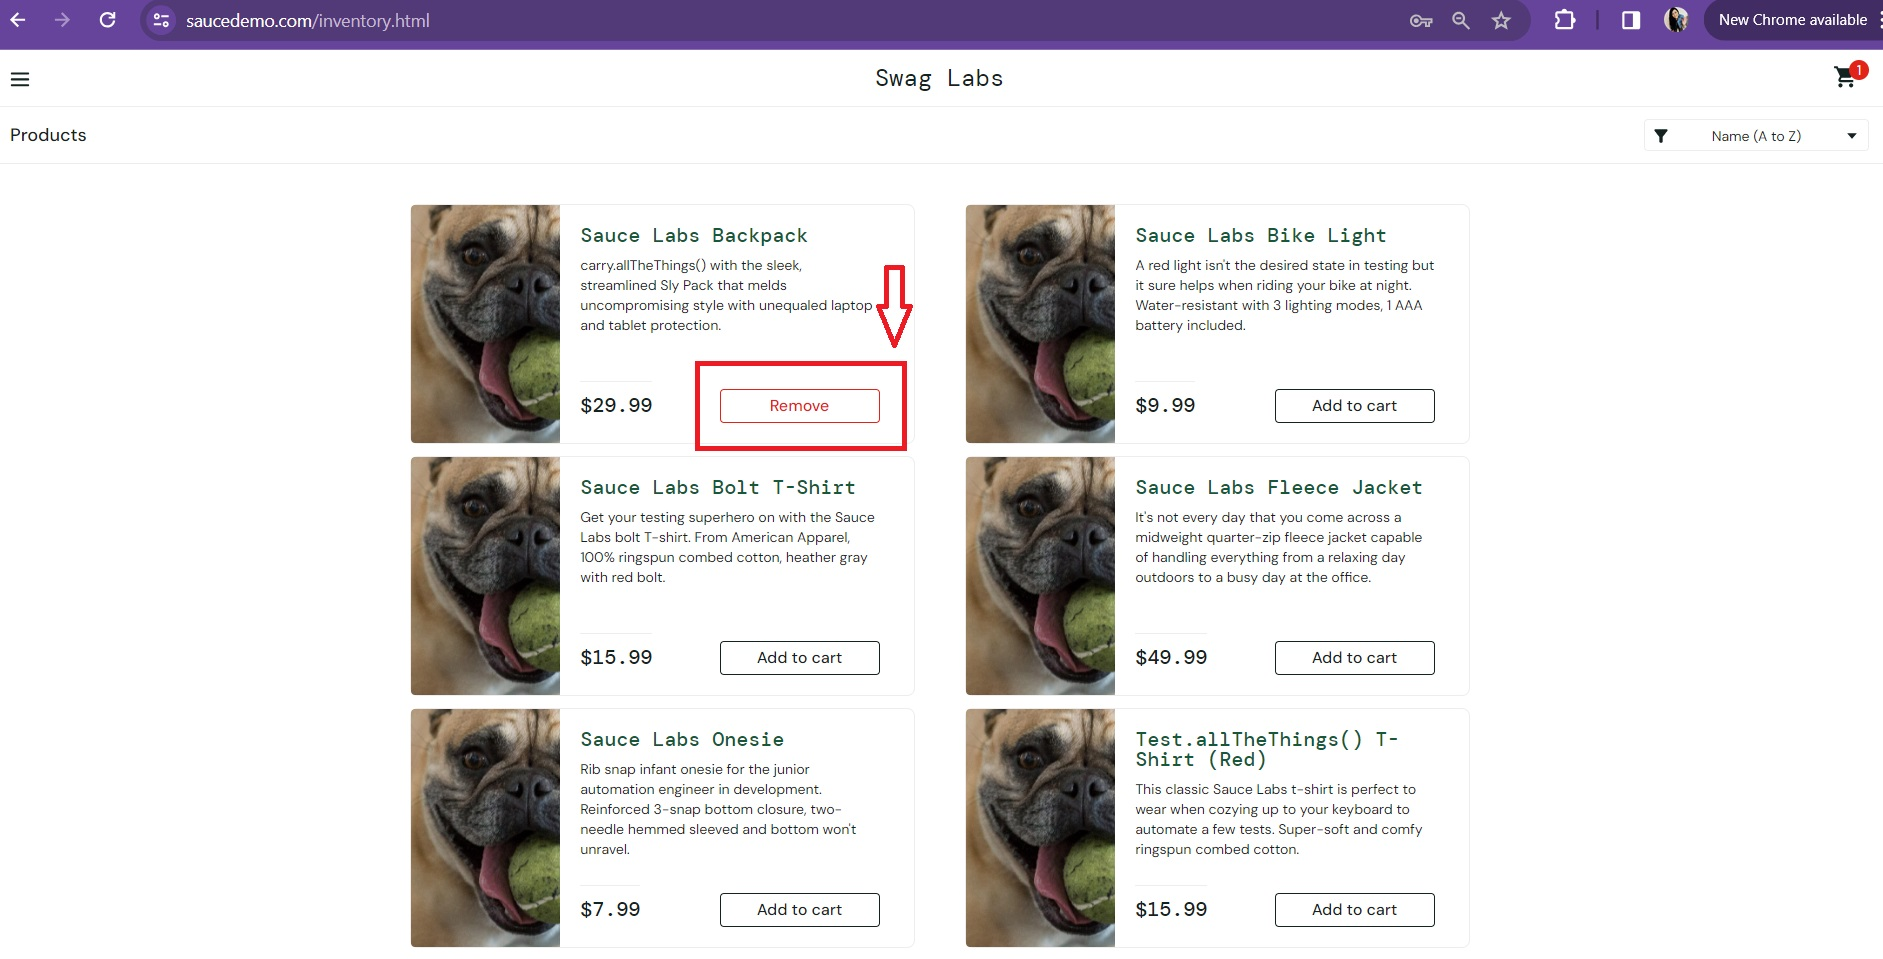 saucedemo.com/inventory.html
New Chrome available
Swag Labs
1
Products
Name (A to Z)
Sauce Labs Backpack
carry.allTheThings() with the sleek,
streamlined Sly Pack that melds
uncompromising style with unequaled laptop
and tablet protection.
$29.99
Remove
Sauce Labs Bike Light
A red light isn't the desired state in testing but
it sure helps when riding your bike at night.
Water-resistant with 3 lighting modes, 1 AAA
battery included.
$9.99
Add to cart
Sauce Labs Bolt T-Shirt
Get your testing superhero on with the Sauce
Labs bolt T-shirt. From American Apparel,
100% ringspun combed cotton, heather gray
with red bolt.
$15.99
Add to cart
Sauce Labs Fleece Jacket
It's not every day that you come across a
midweight quarter-zip fleece jacket capable
of handling everything from a relaxing day
outdoors to a busy day at the office.
$49.99
Add to cart
Sauce Labs Onesie
Rib snap infant onesie for the junior
automation engineer in development.
Reinforced 3-snap bottom closure, two-
needle hemmed sleeved and bottom won't
unravel.
$7.99
Add to cart
Test.allTheThings() T-
Shirt (Red)
This classic Sauce Labs t-shirt is perfect to
wear when cozying up to your keyboard to
automate a few tests. Super-soft and comfy
ringspun combed cotton.
$15.99
Add to cart